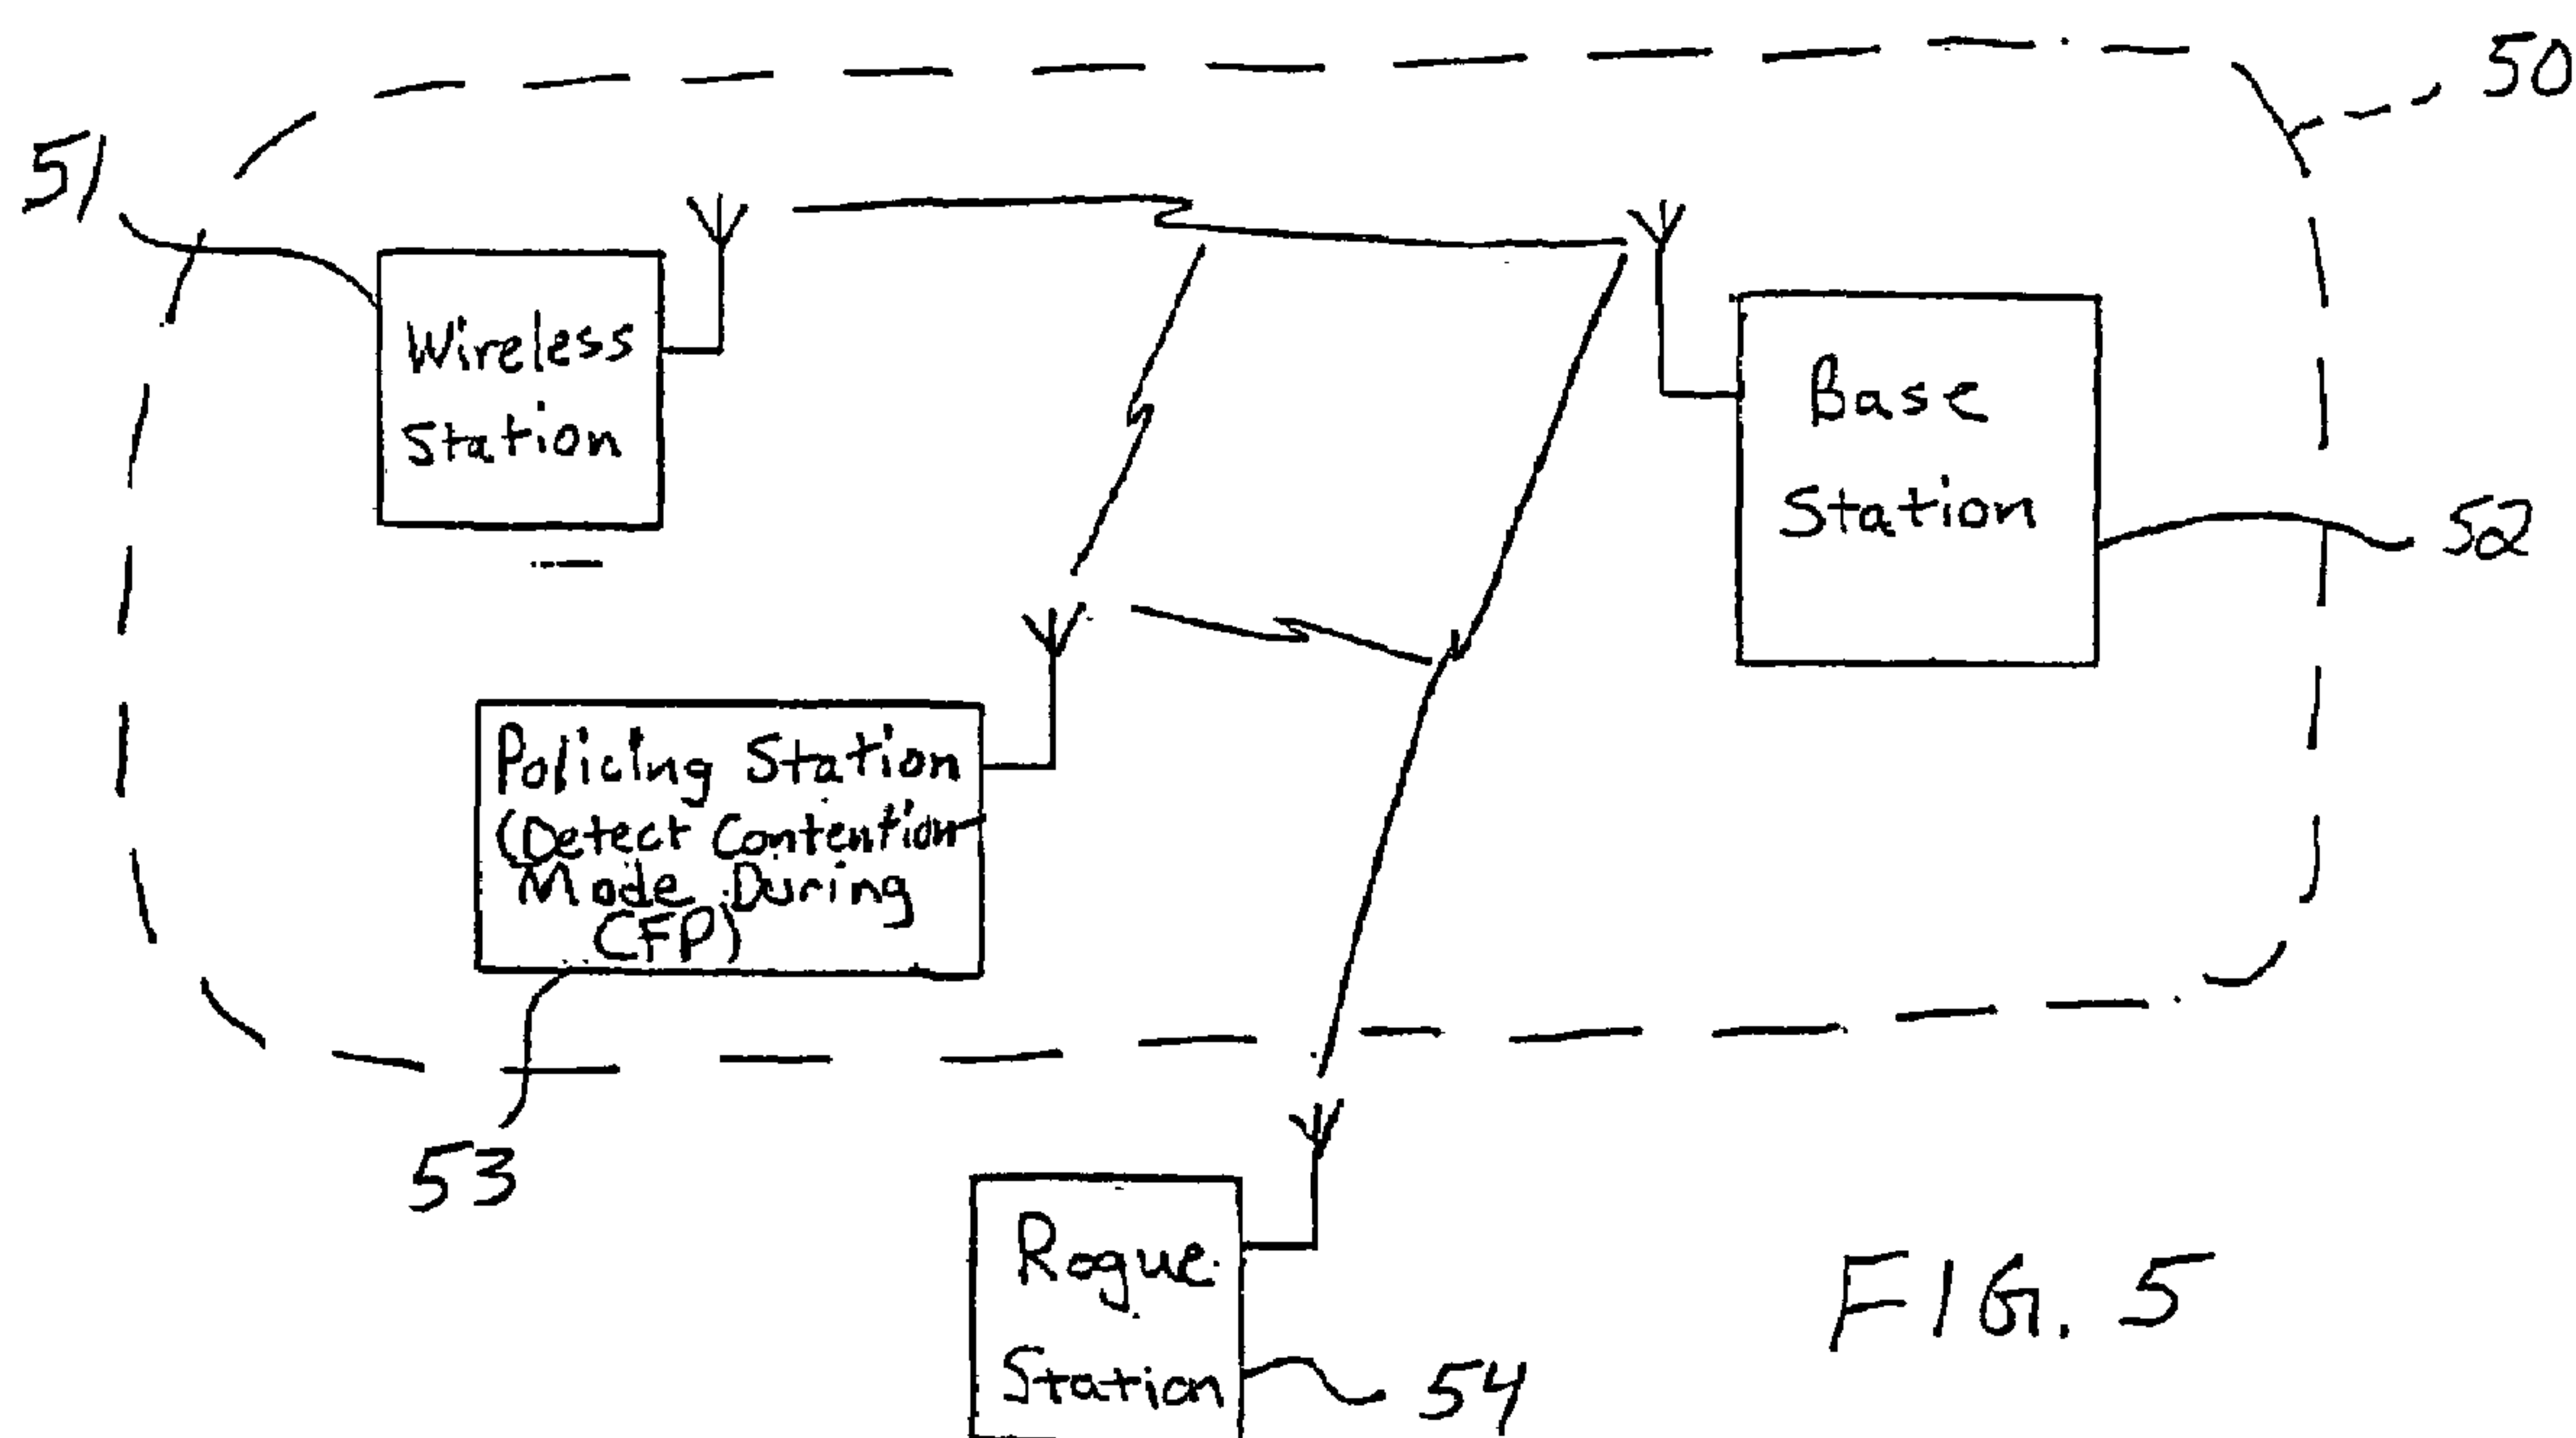 50
51
Wireless
Station
Base
Station
52
Policing Station
(Detect Contention
Mode During
CFP)
53
Rogue
Station
54
FIG. 5